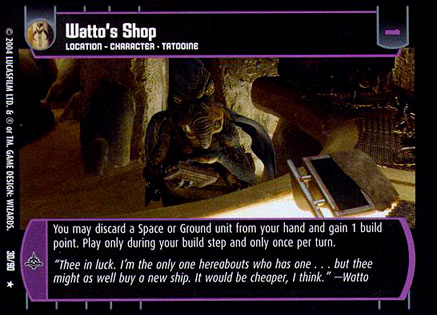 Watto's Shop
LOCATION - CHARACTER • TATOOINE
You may discard a Space or Ground unit from your hand and gain 1 build
point. Play only during your build step and only once per turn.
"Thee in luck. I'm the only one hereabouts who has one . . . but thee
might as well buy a new ship. It would be cheaper, I think." —Watto
© 2004 LUCASFILM LTD. & ® or TM. GAME DESIGN: WIZARDS.
30/90